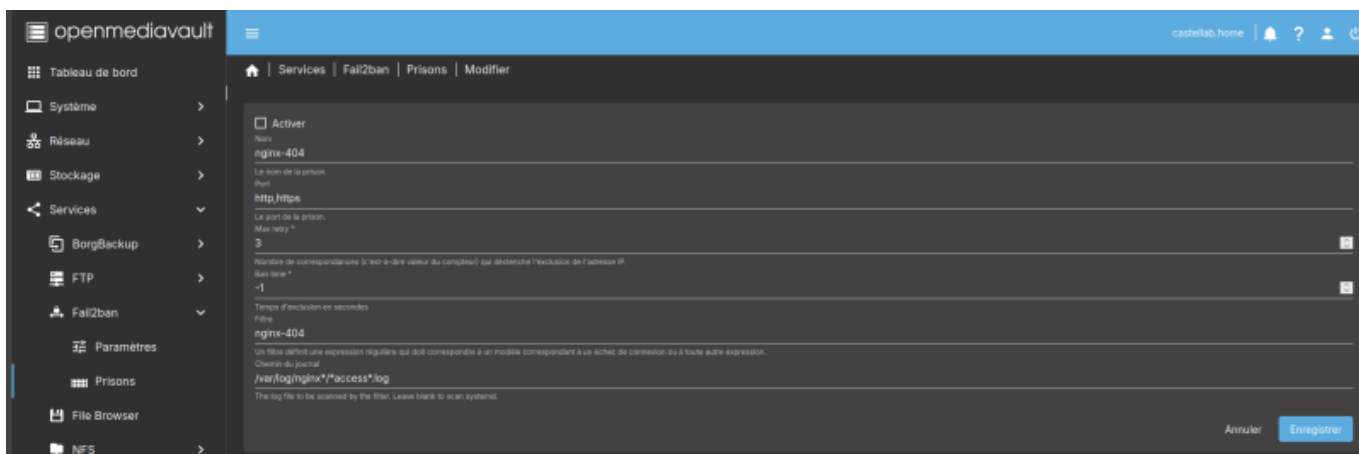 openmediavault
castellab.home
Tableau de bord
Système
Réseau
Stockage
Services
BorgBackup
FTP
Fail2ban
Paramètres
Prisons
File Browser
NFS
| Services | Fail2ban | Prisons | Modifier
Activer
Nom
nginx-404
Le nom de la prison.
Port
http,https
Le port de la prison.
Max retry *
3
Nombre de correspondances (c'est-à-dire valeur du compteur) qui déclenche l'exclusion de l'adresse IP.
Ban time *
-1
Temps d'exclusion en secondes
Filtre
nginx-404
Un filtre définit une expression régulière qui doit correspondre à un modèle correspondant à un échec de connexion ou à toute autre expression.
Chemin du journal
/var/log/nginx*/*access*.log
The log file to be scanned by the filter. Leave blank to scan systemd.
Annuler
Enregistrer